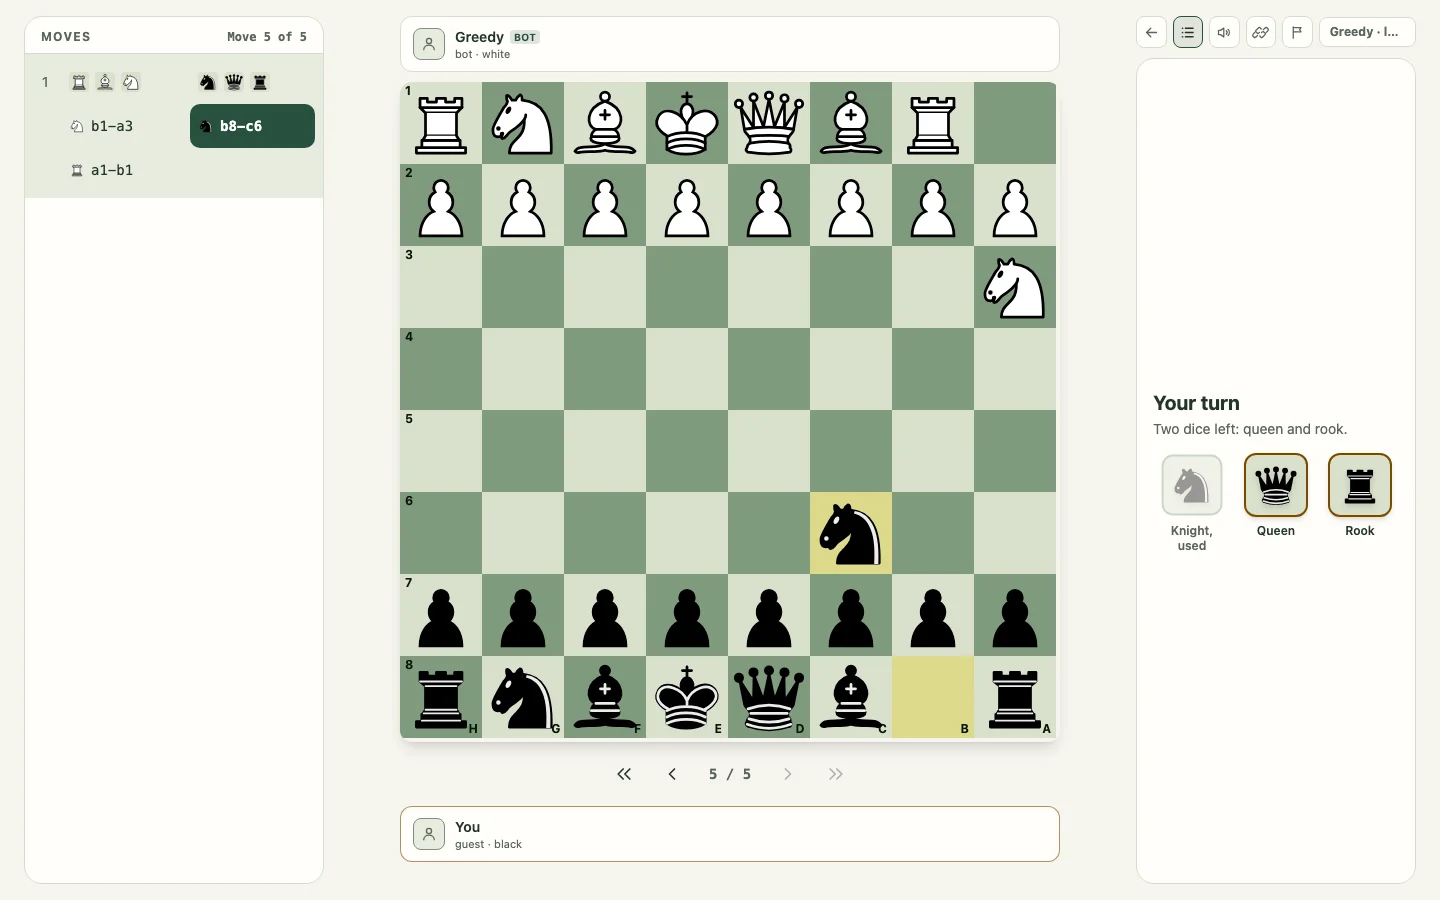 MOVES
Move 5 of 5
1
b1–a3
b8–c6
a1–b1
Greedy BOT
bot · white
1
2
3
4
5
6
7
8
H G F E D C B A
5 / 5
You
guest · black
Greedy · I...
Your turn
Two dice left: queen and rook.
Knight, used
Queen
Rook